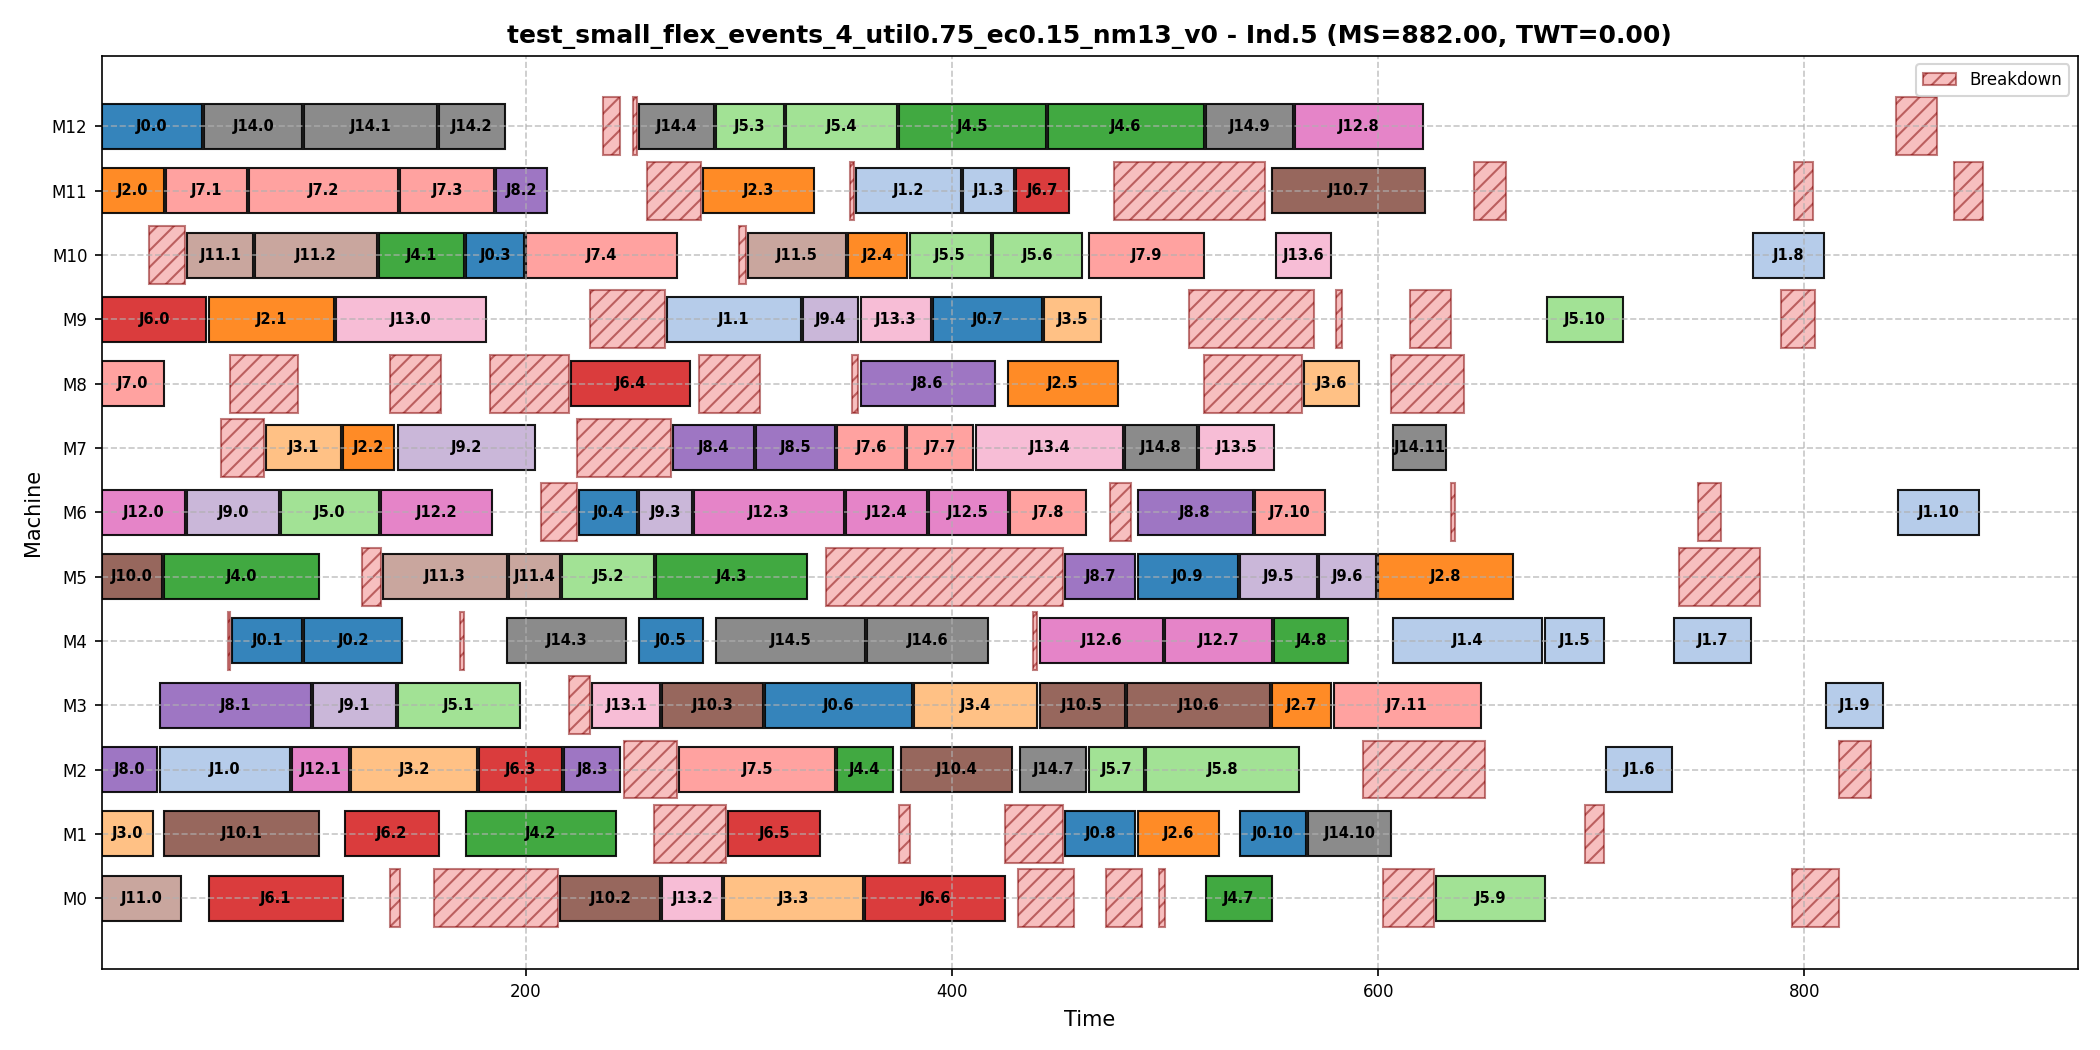 test_small_flex_events_4_util0.75_ec0.15_nm13_v0 - Ind.5 (MS=882.00, TWT=0.00)
Breakdown
M12 J0.0 J14.0 J14.1 J14.2 J14.4 J5.3 J5.4 J4.5 J4.6 J14.9 J12.8
M11 J2.0 J7.1 J7.2 J7.3 J8.2 J2.3 J1.2 J1.3 J6.7 J10.7
M10 J11.1 J11.2 J4.1 J0.3 J7.4 J11.5 J2.4 J5.5 J5.6 J7.9 J13.6 J1.8
M9 J6.0 J2.1 J13.0 J1.1 J9.4 J13.3 J0.7 J3.5 J5.10
M8 J7.0 J6.4 J8.6 J2.5 J3.6
M7 J3.1 J2.2 J9.2 J8.4 J8.5 J7.6 J7.7 J13.4 J14.8 J13.5 J14.11
M6 J12.0 J9.0 J5.0 J12.2 J0.4 J9.3 J12.3 J12.4 J12.5 J7.8 J8.8 J7.10 J1.10
M5 J10.0 J4.0 J11.3 J11.4 J5.2 J4.3 J8.7 J0.9 J9.5 J9.6 J2.8
M4 J0.1 J0.2 J14.3 J0.5 J14.5 J14.6 J12.6 J12.7 J4.8 J1.4 J1.5 J1.7
M3 J8.1 J9.1 J5.1 J13.1 J10.3 J0.6 J3.4 J10.5 J10.6 J2.7 J7.11 J1.9
M2 J8.0 J1.0 J12.1 J3.2 J6.3 J8.3 J7.5 J4.4 J10.4 J14.7 J5.7 J5.8 J1.6
M1 J3.0 J10.1 J6.2 J4.2 J6.5 J0.8 J2.6 J0.10 J14.10
M0 J11.0 J6.1 J10.2 J13.2 J3.3 J6.6 J4.7 J5.9
Machine
200 400 600 800
Time